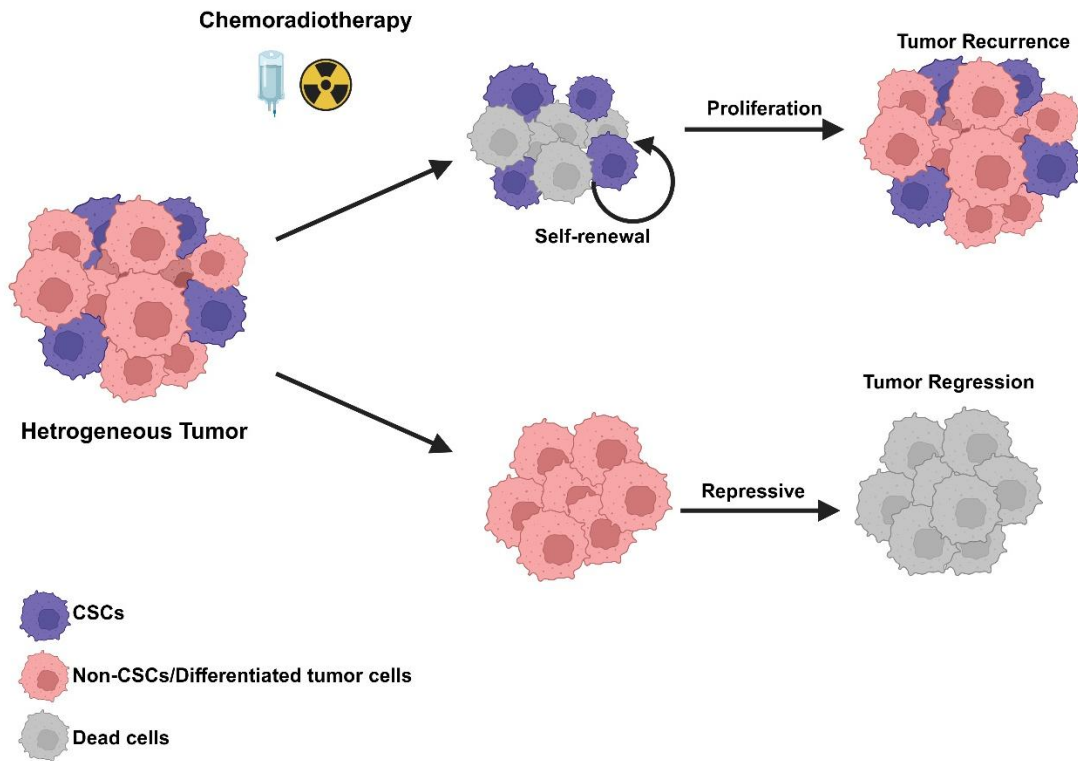 Chemoradiotherapy
Tumor Recurrence
Proliferation
Self-renewal
Hetrogeneous Tumor
Tumor Regression
Repressive
CSCs
Non-CSCs/Differentiated tumor cells
Dead cells